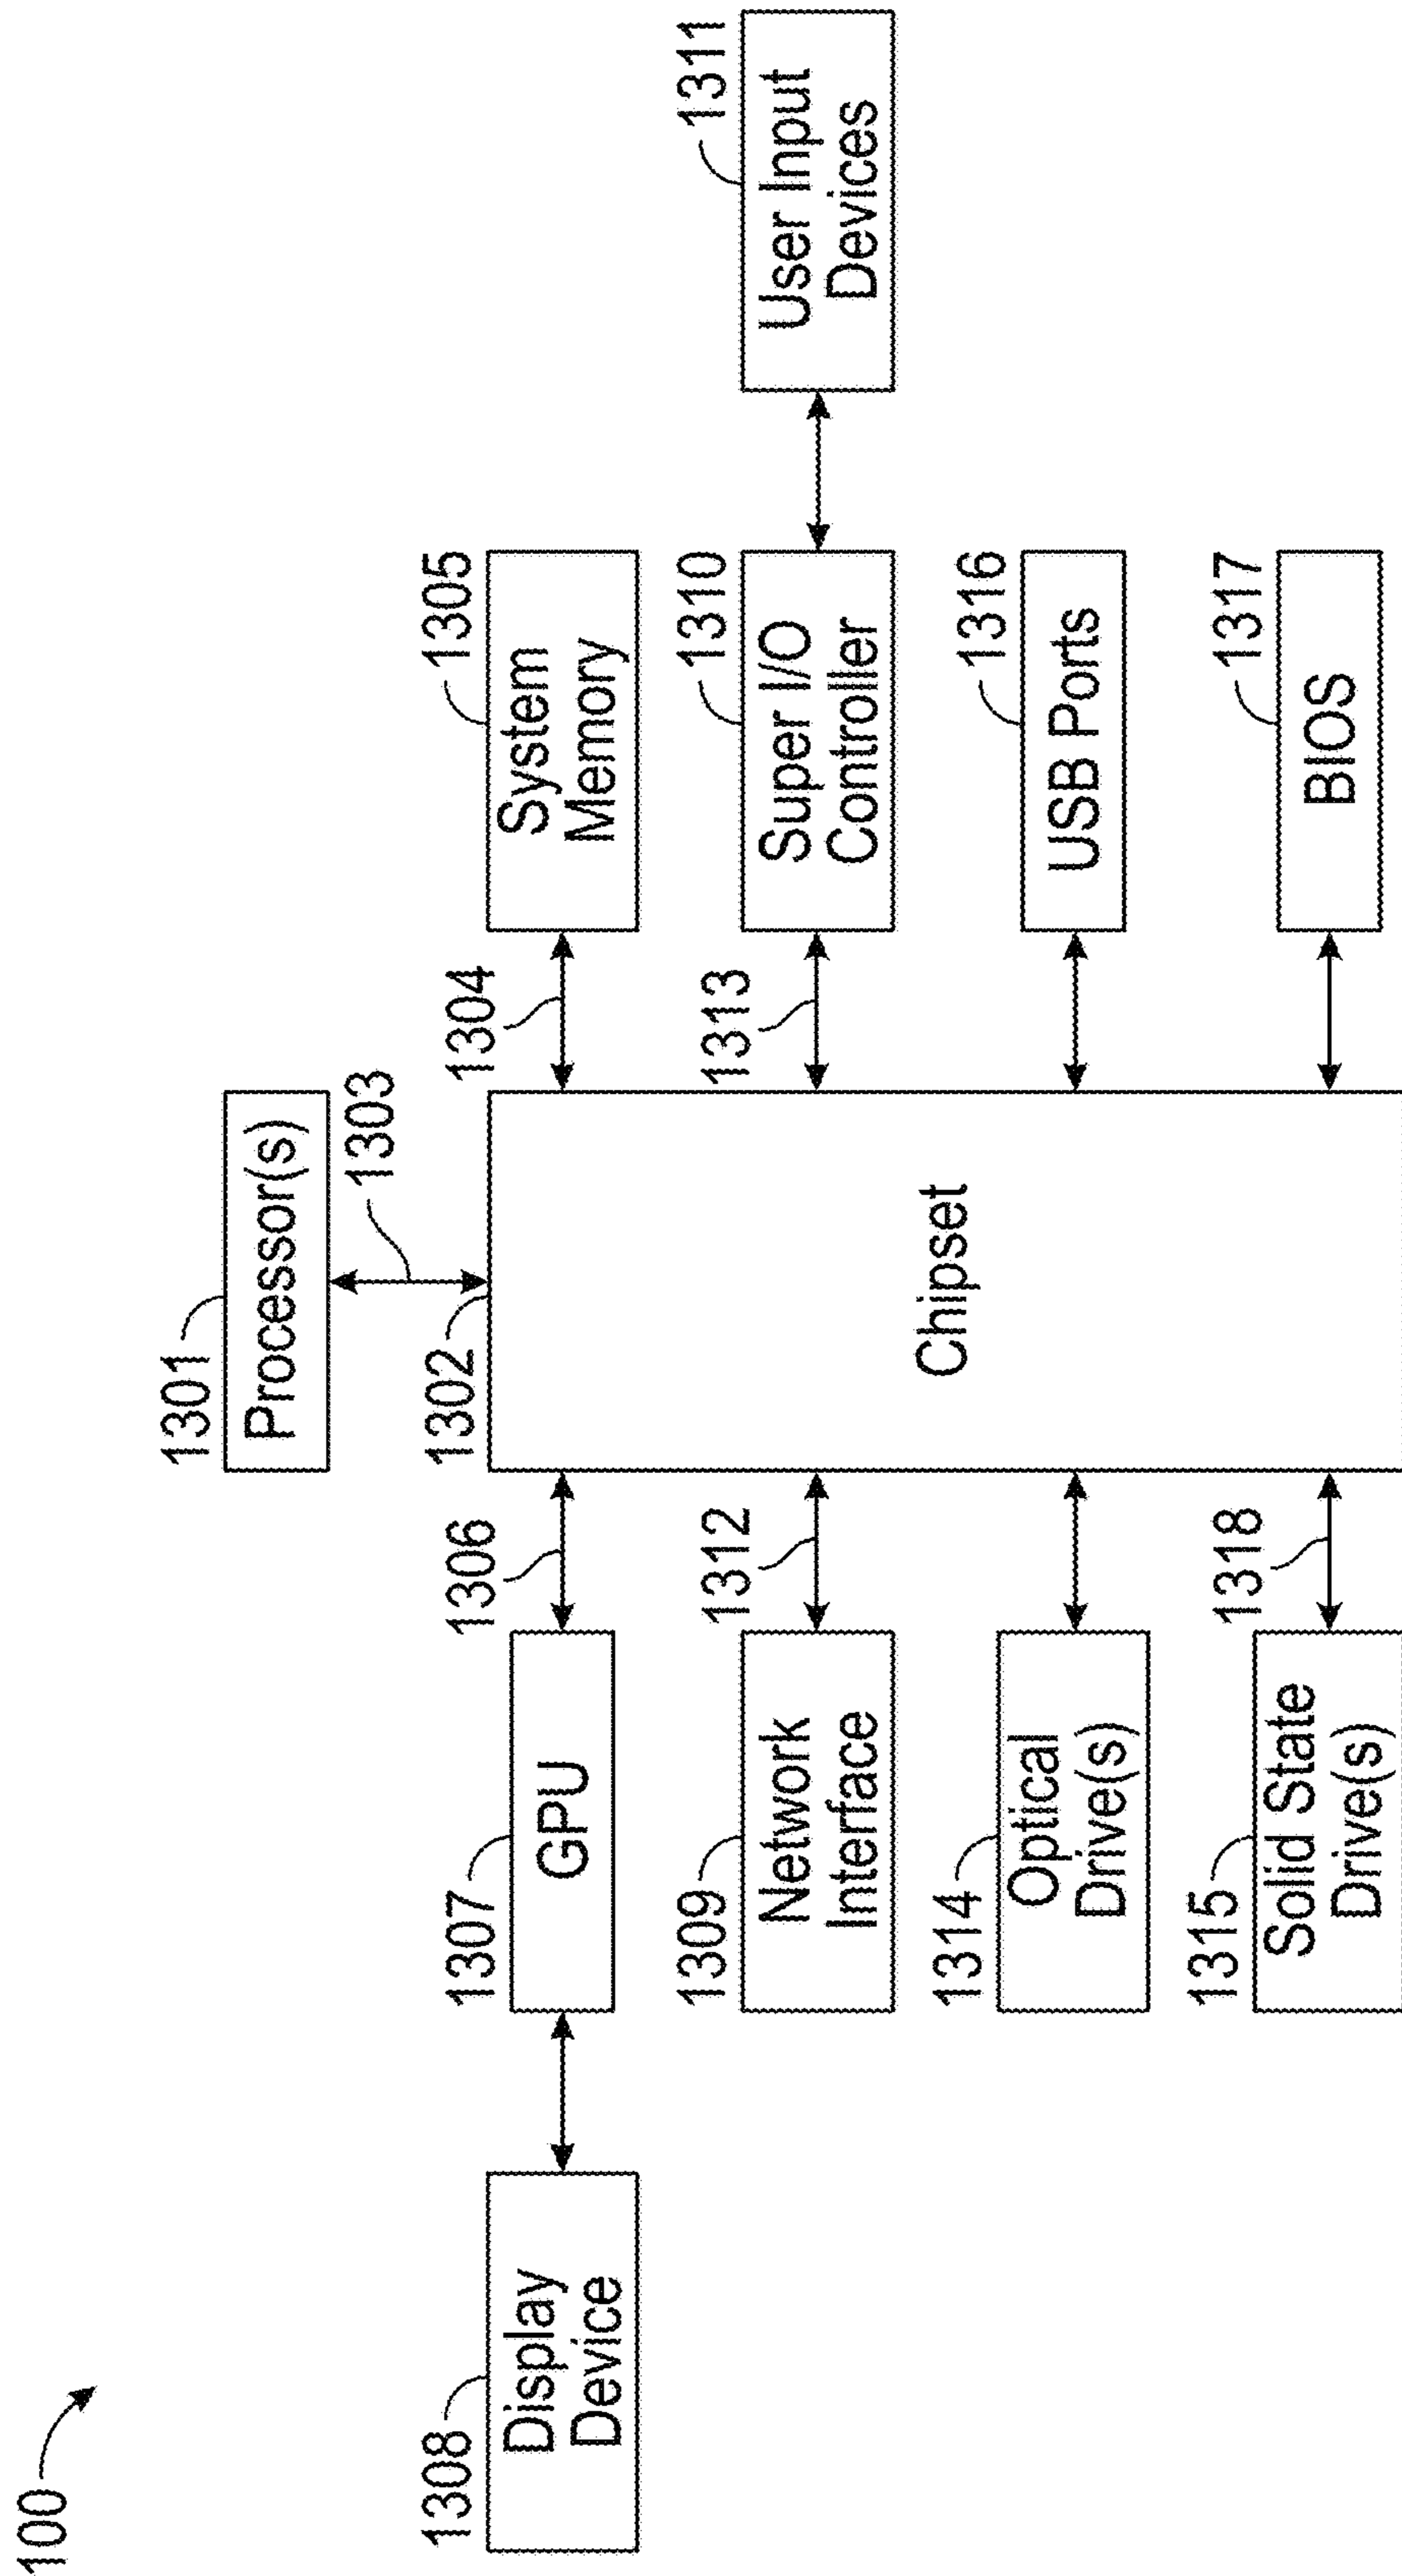 100
1301
Processor(s)
1303
1302
Chipset
1308
Display
Device
1307
GPU
1306
1304
1305
System
Memory
1309
Network
Interface
1312
1313
1310
Super I/O
Controller
1311
User Input
Devices
1314
Optical
Drive(s)
1316
USB Ports
1315
Solid State
Drive(s)
1318
1317
BIOS